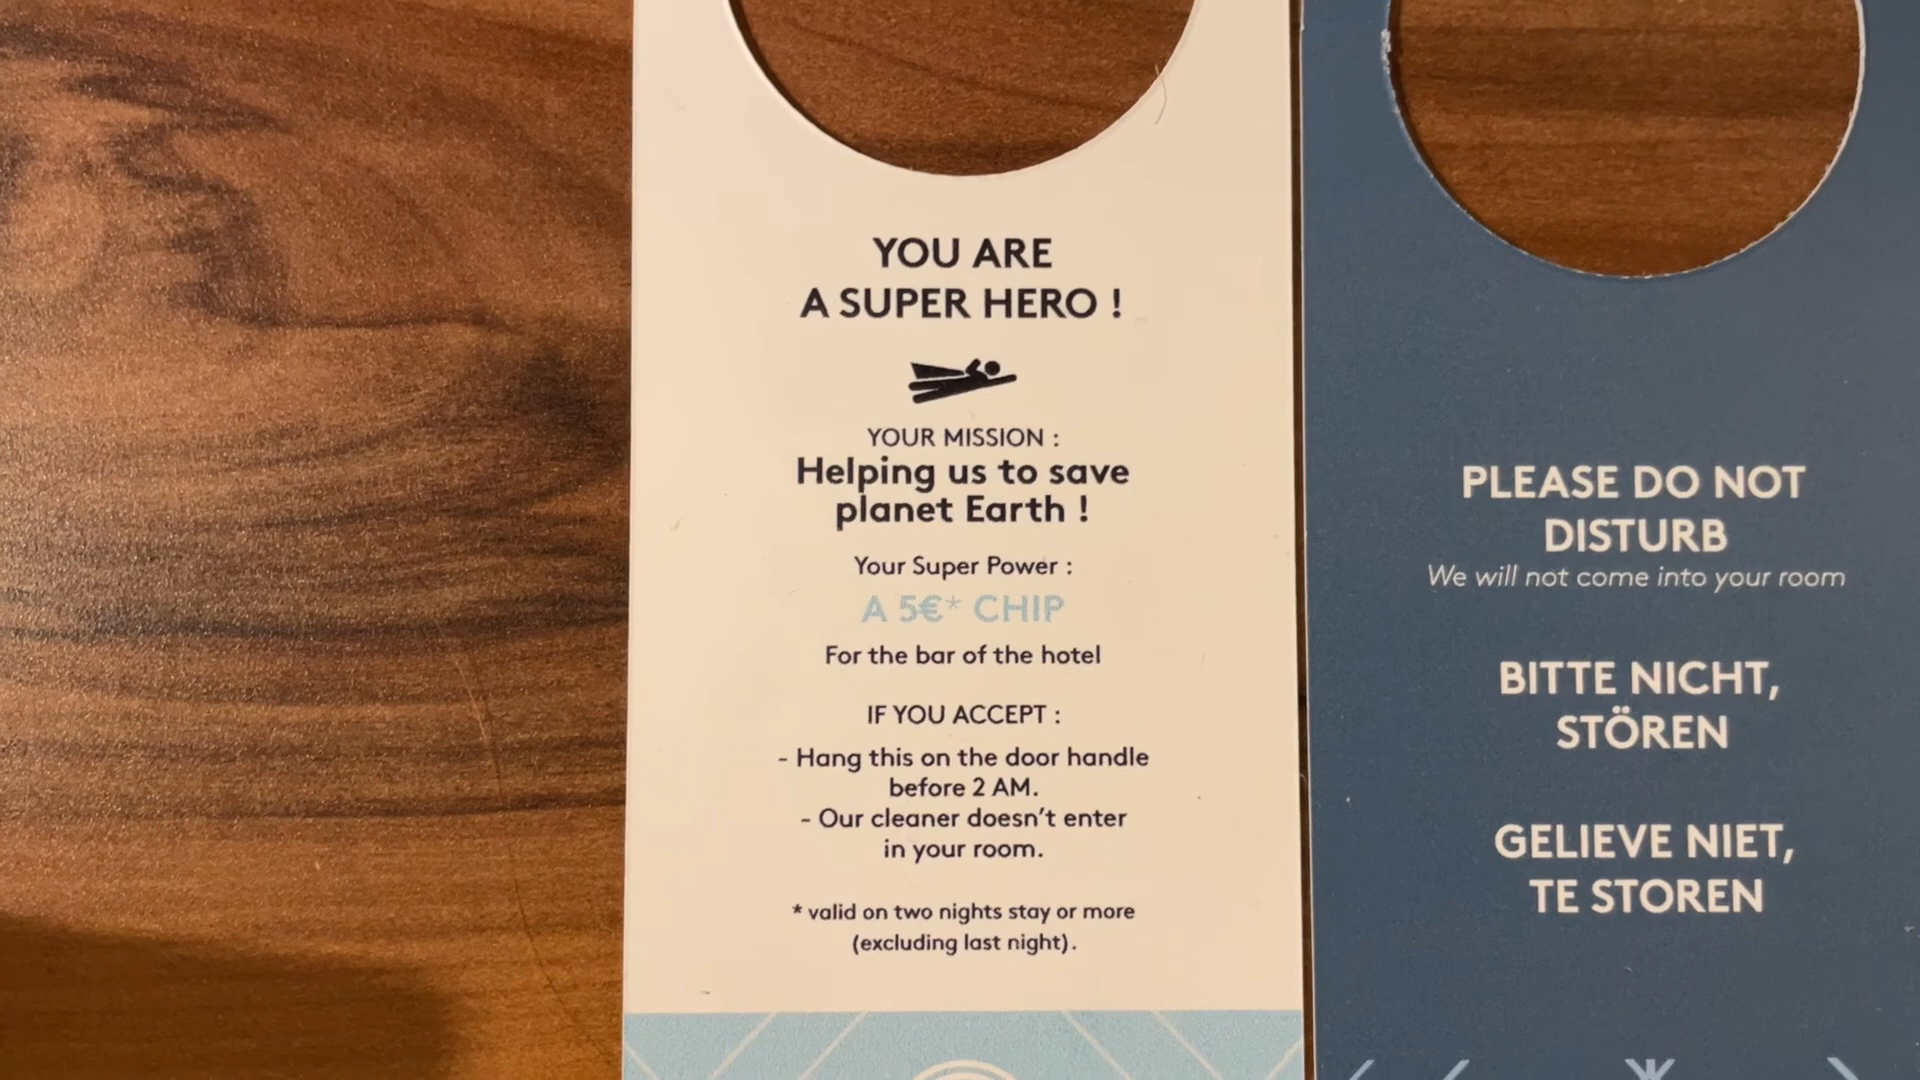 YOU ARE
A SUPER HERO !
YOUR MISSION :
Helping us to save
planet Earth !
Your Super Power :
A 5€* CHIP
For the bar of the hotel
IF YOU ACCEPT :
- Hang this on the door handle
before 2 AM.
- Our cleaner doesn't enter
in your room.
* valid on two nights stay or more
(excluding last night).
PLEASE DO NOT
DISTURB
We will not come into your room
BITTE NICHT,
STÖREN
GELIEVE NIET,
TE STOREN